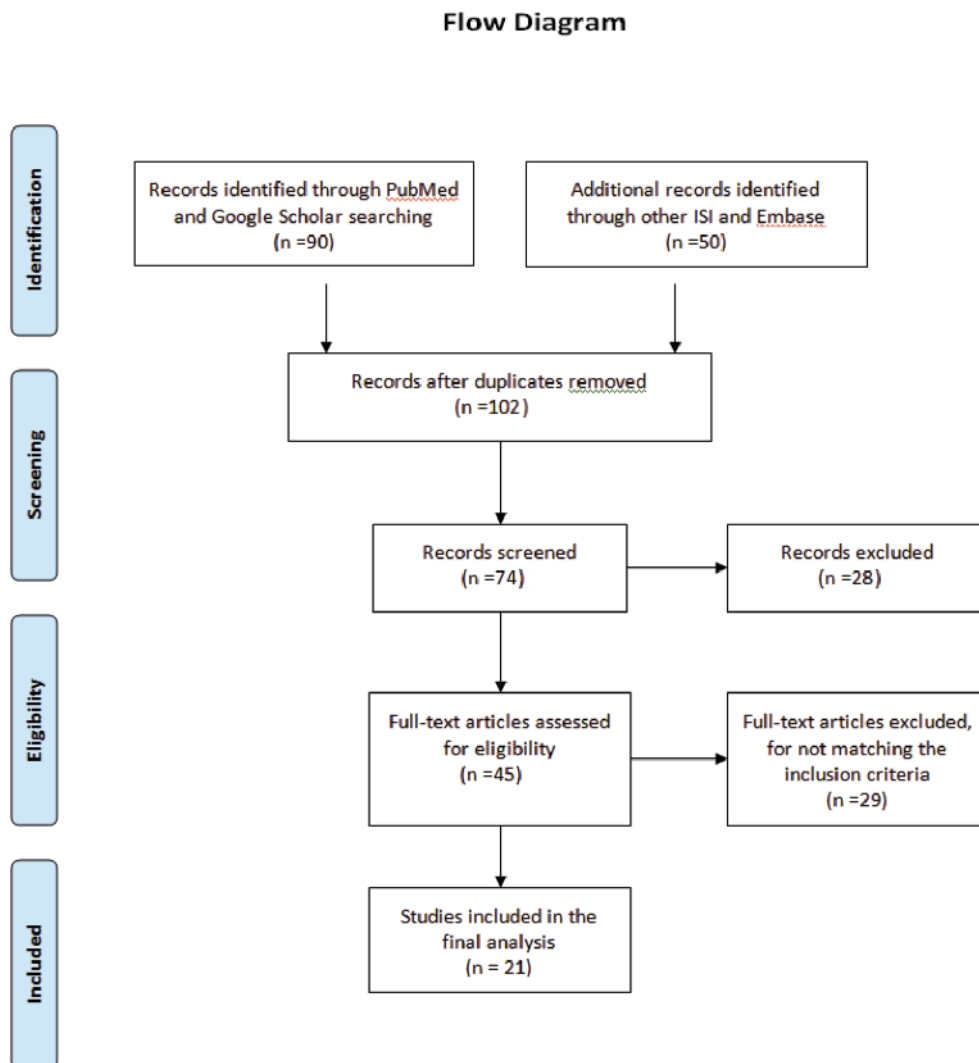 Flow Diagram
Identification
Records identified through PubMed
and Google Scholar searching
(n =90)
Additional records identified
through other ISI and Embase
(n =50)
Records after duplicates removed
(n =102)
Screening
Records screened
(n =74)
Records excluded
(n =28)
Eligibility
Full-text articles assessed
for eligibility
(n =45)
Full-text articles excluded,
for not matching the
inclusion criteria
(n =29)
Included
Studies included in the
final analysis
(n = 21)